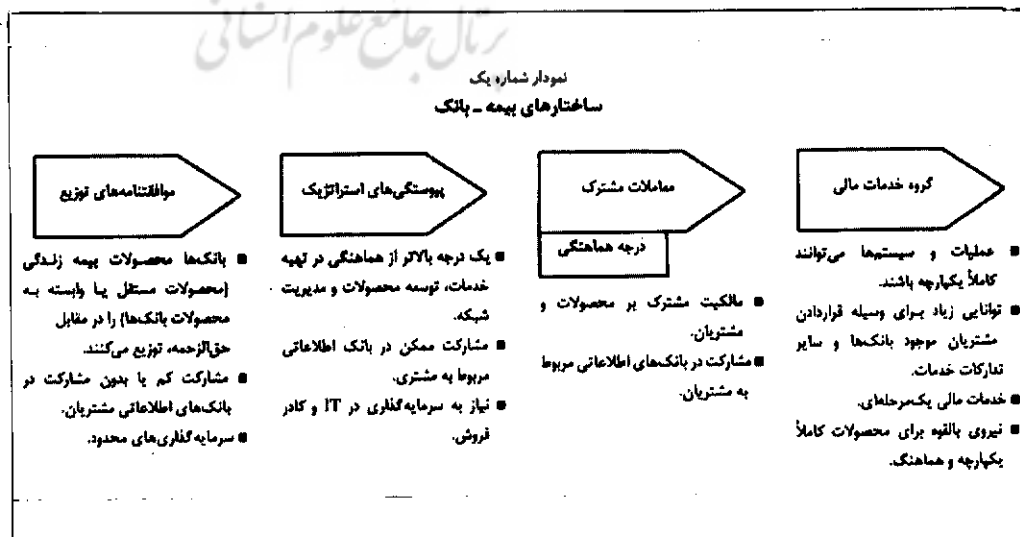 پرتال جامع علوم انسانی
نمودار شماره یک
ساختارهای بیمه ـ بانک
گروه خدمات مالی
■ عملیات و سیستمها می‌توانند
کاملاً یکپارچه باشند.
■ توانایی زیاد برای وسیله قراردادن
مشتریان موجود بانک‌ها و سایر
تدارکات خدمات.
■ خدمات مالی یک‌مرحله‌ای.
■ نیروی بالقوه برای محصولات کاملاً
یکپارچه و هماهنگ.
معاملات مشترک
درجه هماهنگی
■ مالکیت مشترک بر محصولات و
مشتریان.
■ مشارکت در بانک‌های اطلاعاتی مربوط
به مشتریان.
پیوستگی‌های استراتژیک
■ یک درجه بالاتر از هماهنگی در تهیه
خدمات، توسعه محصولات و مدیریت
شبکه.
■ مشارکت ممکن در بانک اطلاعاتی
مربوط به مشتری.
■ نیاز به سرمایه‌گذاری در IT و کادر
فروش.
موافقتنامه‌های توزیع
■ بانک‌ها محصولات بیمه زندگی
(محصولات مستقل یا وابسته به
محصولات بانک‌ها) را در مقابل
حق‌الزحمه، توزیع می‌کنند.
■ مشارکت کم یا بدون مشارکت در
بانک‌های اطلاعاتی مشتریان.
■ سرمایه‌گذاری‌های محدود.